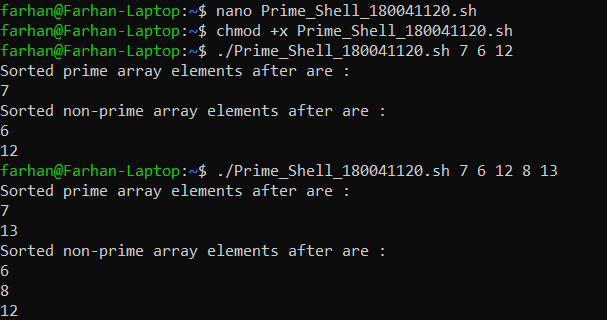 farhan@Farhan-Laptop:~$ nano Prime_Shell_180041120.sh
farhan@Farhan-Laptop:~$ chmod +x Prime_Shell_180041120.sh
farhan@Farhan-Laptop:~$ ./Prime_Shell_180041120.sh 7 6 12
Sorted prime array elements after are :
7
Sorted non-prime array elements after are :
6
12
farhan@Farhan-Laptop:~$ ./Prime_Shell_180041120.sh 7 6 12 8 13
Sorted prime array elements after are :
7
13
Sorted non-prime array elements after are :
6
8
12